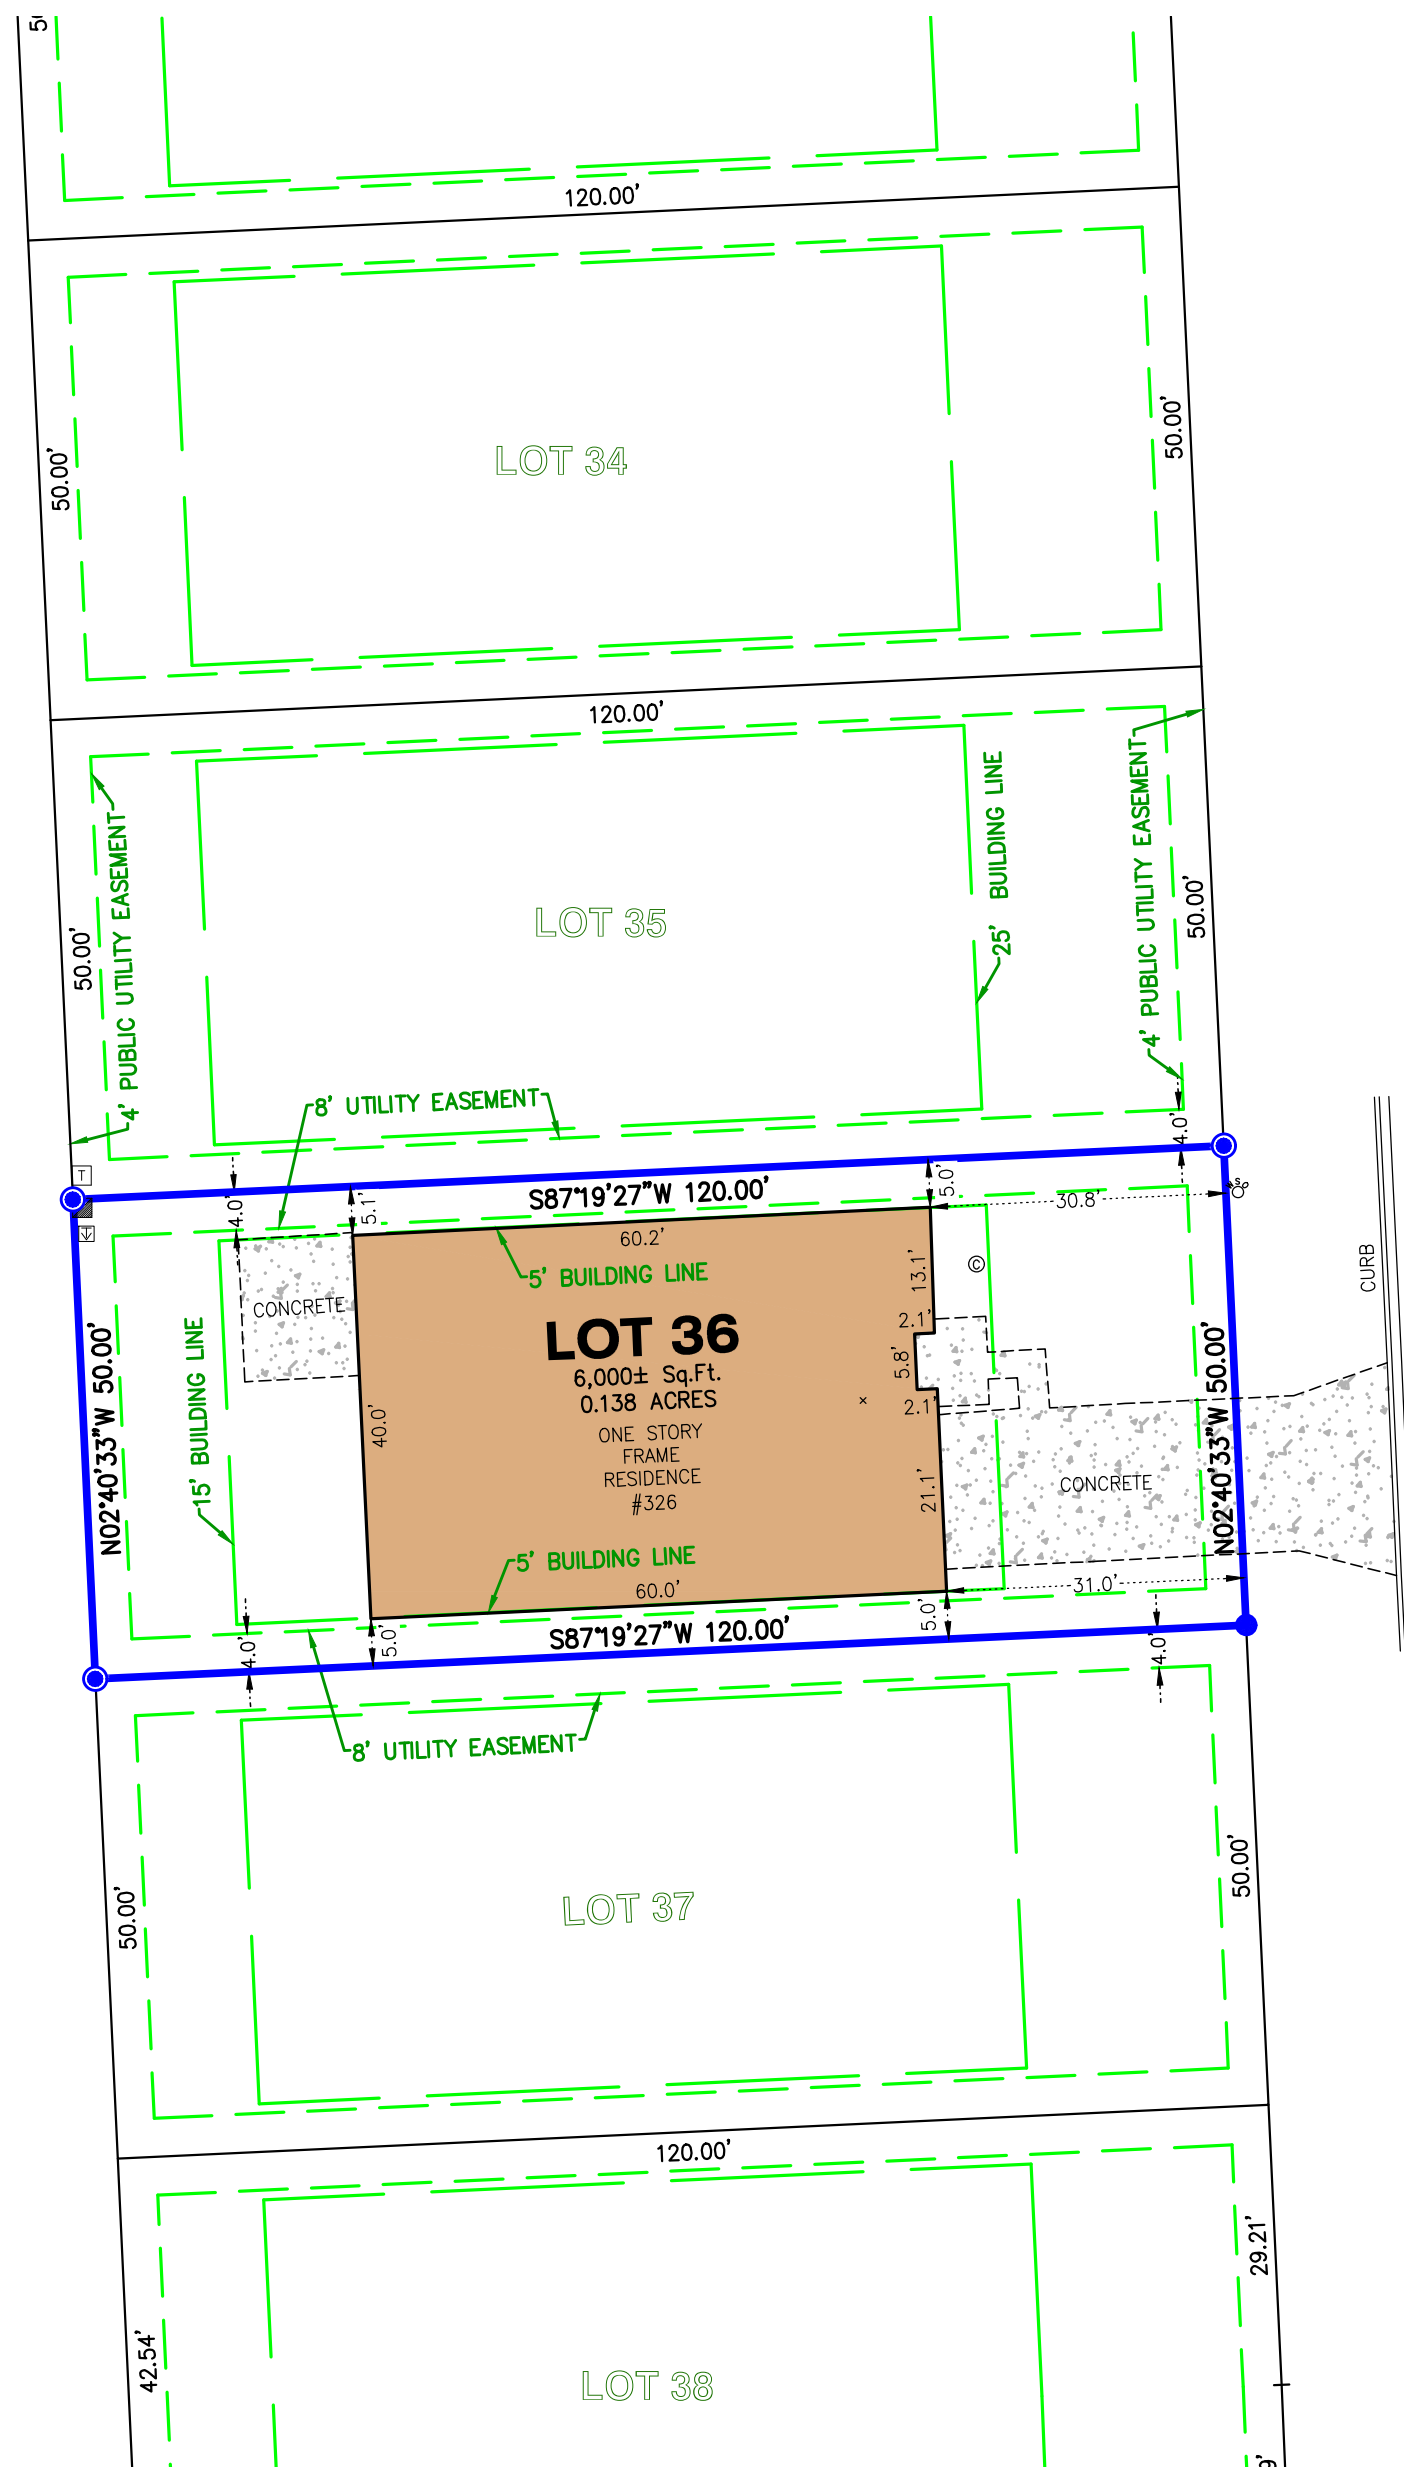 120.00'
50.00'
50.00'
LOT 34
120.00'
4' PUBLIC UTILITY EASEMENT
50.00'
LOT 35
25' BUILDING LINE
4' PUBLIC UTILITY EASEMENT
50.00'
8' UTILITY EASEMENT
4.0'
T
4.0'
5.1'
S87°19'27"W 120.00'
5.0'
30.8'
60.2'
5' BUILDING LINE
13.1'
C
CURB
CONCRETE
LOT 36
2.1'
6,000± Sq.Ft.
5.8'
0.138 ACRES
2.1'
N02°40'33"W 50.00'
15' BUILDING LINE
40.0'
ONE STORY
FRAME
RESIDENCE
#326
21.1'
CONCRETE
N02°40'33"W 50.00'
5' BUILDING LINE
60.0'
31.0'
4.0'
5.0'
S87°19'27"W 120.00'
5.0'
4.0'
8' UTILITY EASEMENT
50.00'
LOT 37
50.00'
120.00'
29.21'
42.54'
LOT 38